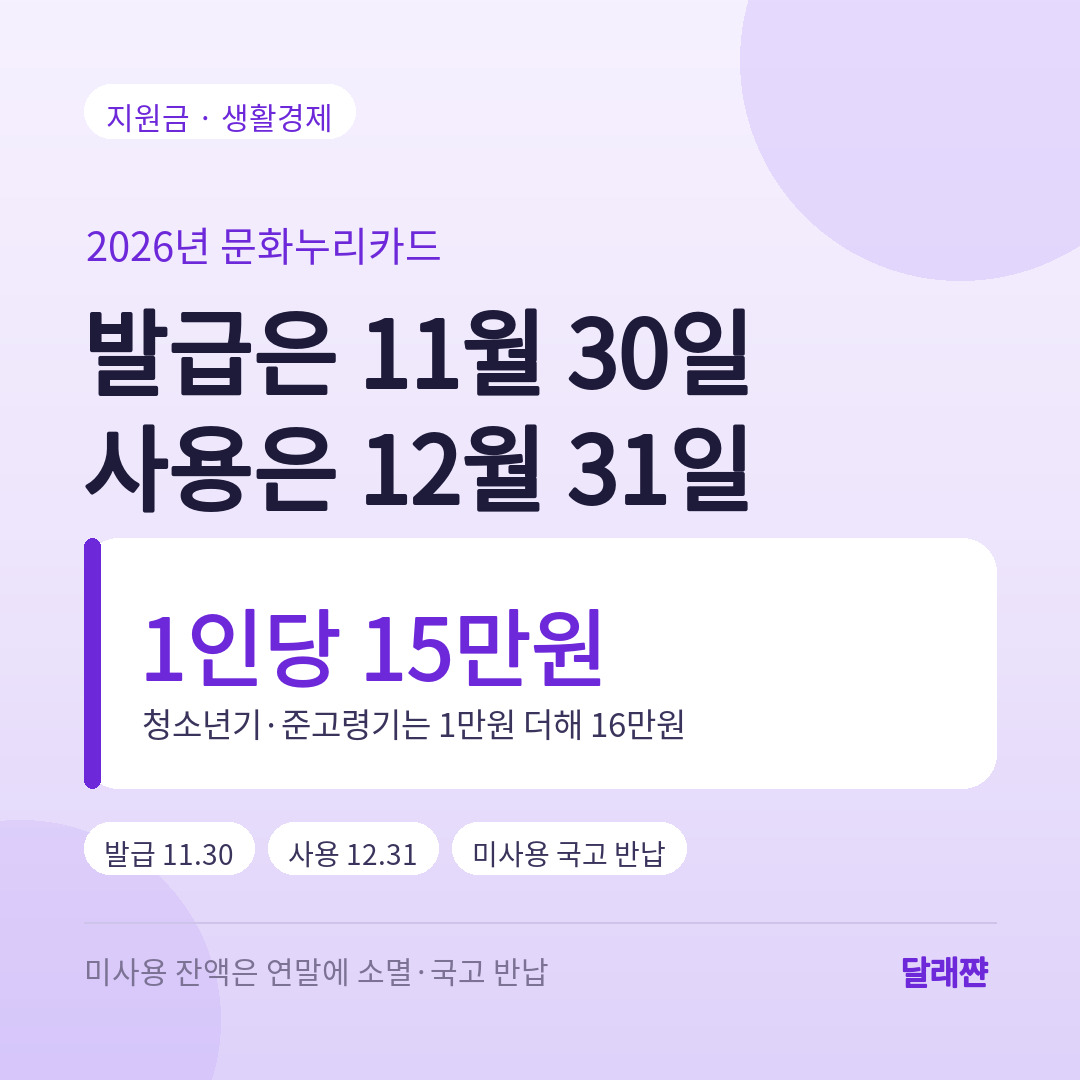 지원금 · 생활경제
2026년 문화누리카드
발급은 11월 30일
사용은 12월 31일
1인당 15만원
청소년기·준고령기는 1만원 더해 16만원
발급 11.30
사용 12.31
미사용 국고 반납
미사용 잔액은 연말에 소멸·국고 반납
달래쨘